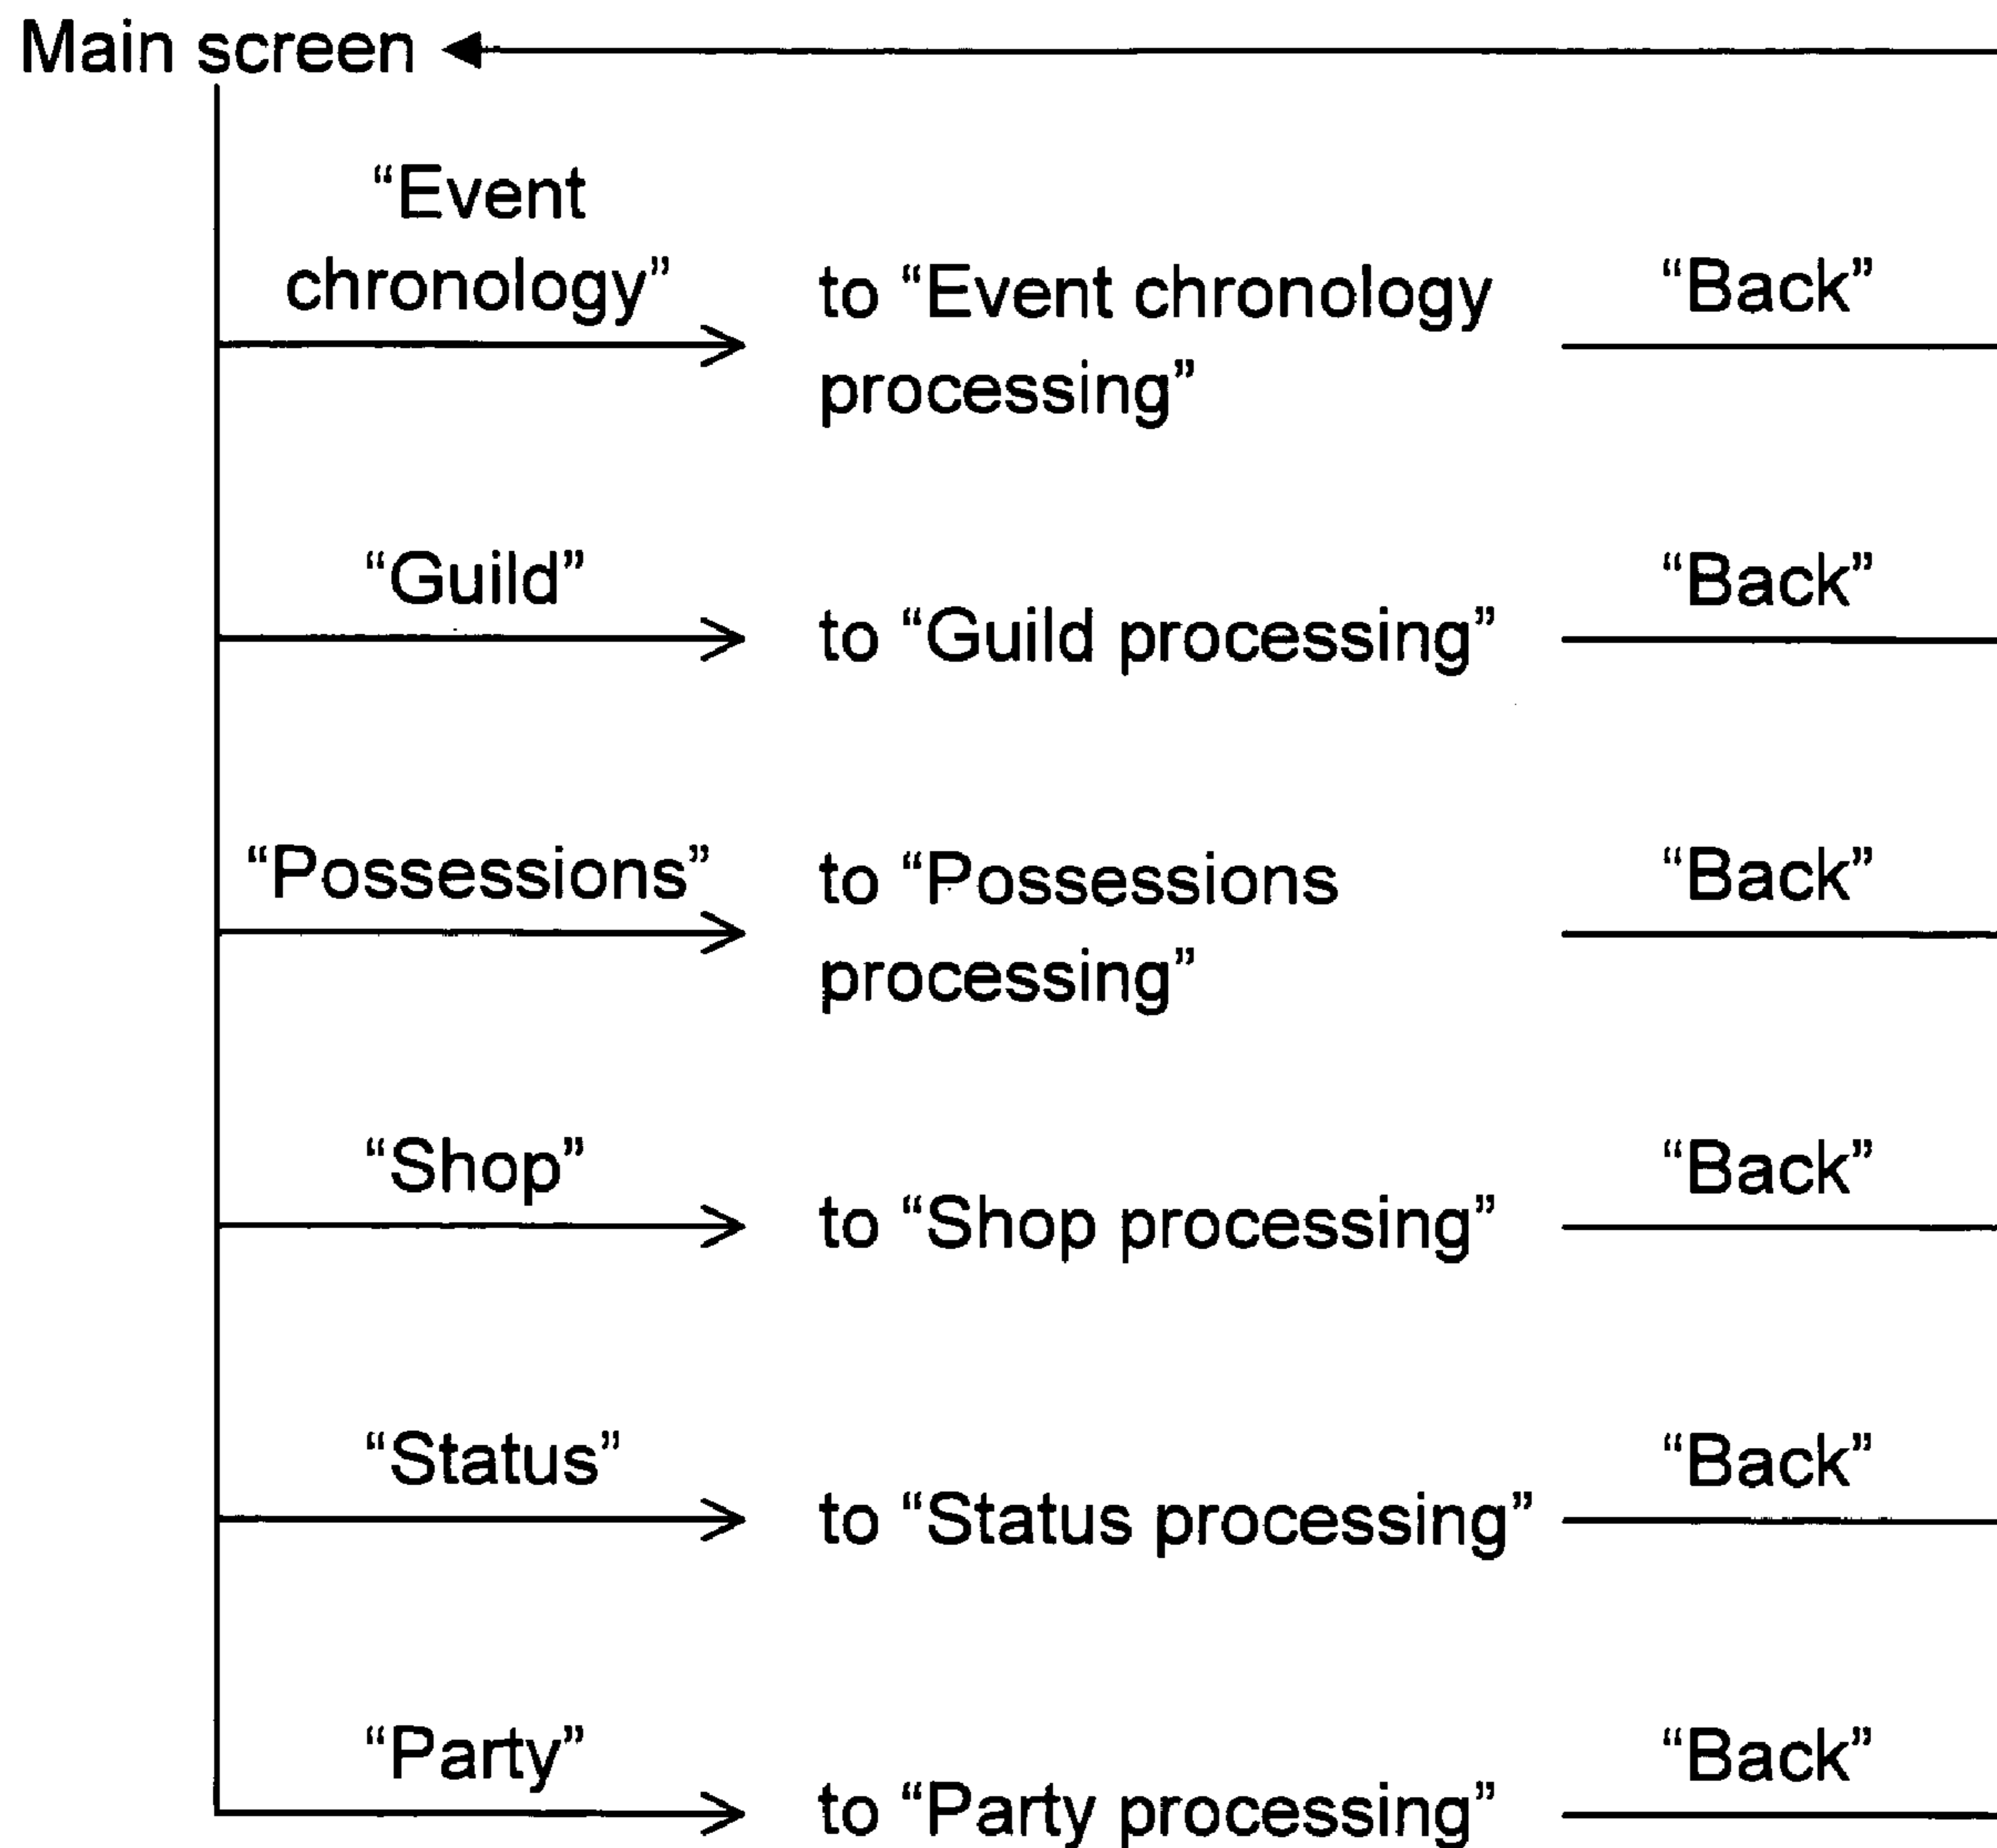 Main screen
“Event
chronology”
to “Event chronology
processing”
“Back”
“Guild”
to “Guild processing”
“Back”
“Possessions”
to “Possessions
processing”
“Back”
“Shop”
to “Shop processing”
“Back”
“Status”
to “Status processing”
“Back”
“Party”
to “Party processing”
“Back”